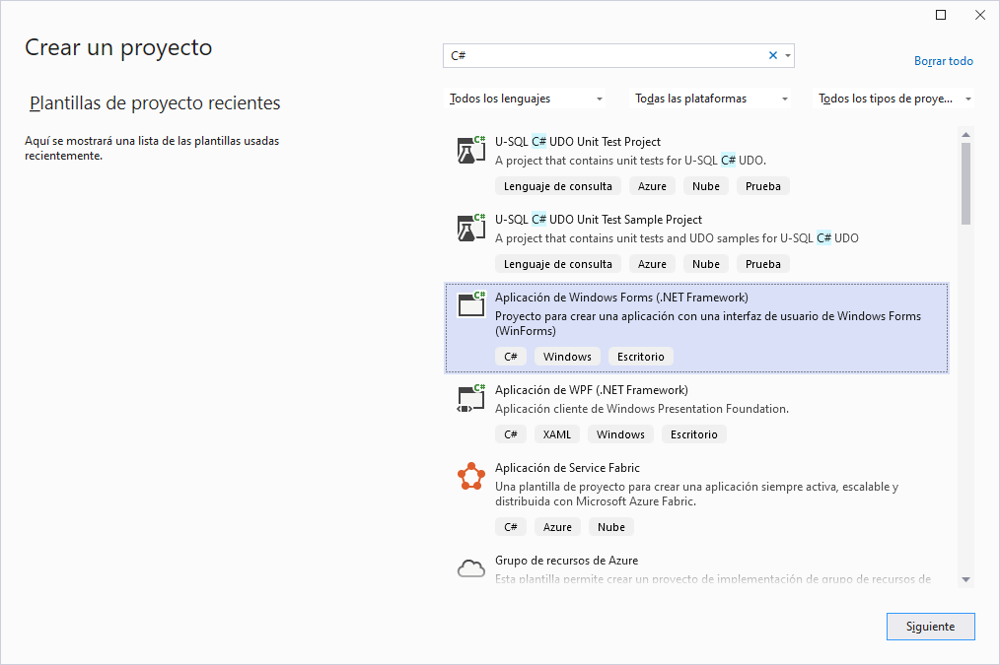 Crear un proyecto
Plantillas de proyecto recientes
Aquí se mostrará una lista de las plantillas usadas
recientemente.
C#
Borrar todo
Todos los lenguajes
Todas las plataformas
Todos los tipos de proye...
C#
U-SQL C# UDO Unit Test Project
A project that contains unit tests for U-SQL C# UDO.
Lenguaje de consulta Azure Nube Prueba
C#
U-SQL C# UDO Unit Test Sample Project
A project that contains unit tests and UDO samples for U-SQL C# UDO
Lenguaje de consulta Azure Nube Prueba
C#
Aplicación de Windows Forms (.NET Framework)
Proyecto para crear una aplicación con una interfaz de usuario de Windows Forms
(WinForms)
C# Windows Escritorio
C#
Aplicación de WPF (.NET Framework)
Aplicación cliente de Windows Presentation Foundation.
C# XAML Windows Escritorio
Aplicación de Service Fabric
Una plantilla de proyecto para crear una aplicación siempre activa, escalable y
distribuida con Microsoft Azure Fabric.
C# Azure Nube
Grupo de recursos de Azure
Esta plantilla permite crear un proyecto de implementación de grupo de recursos de
Siguiente